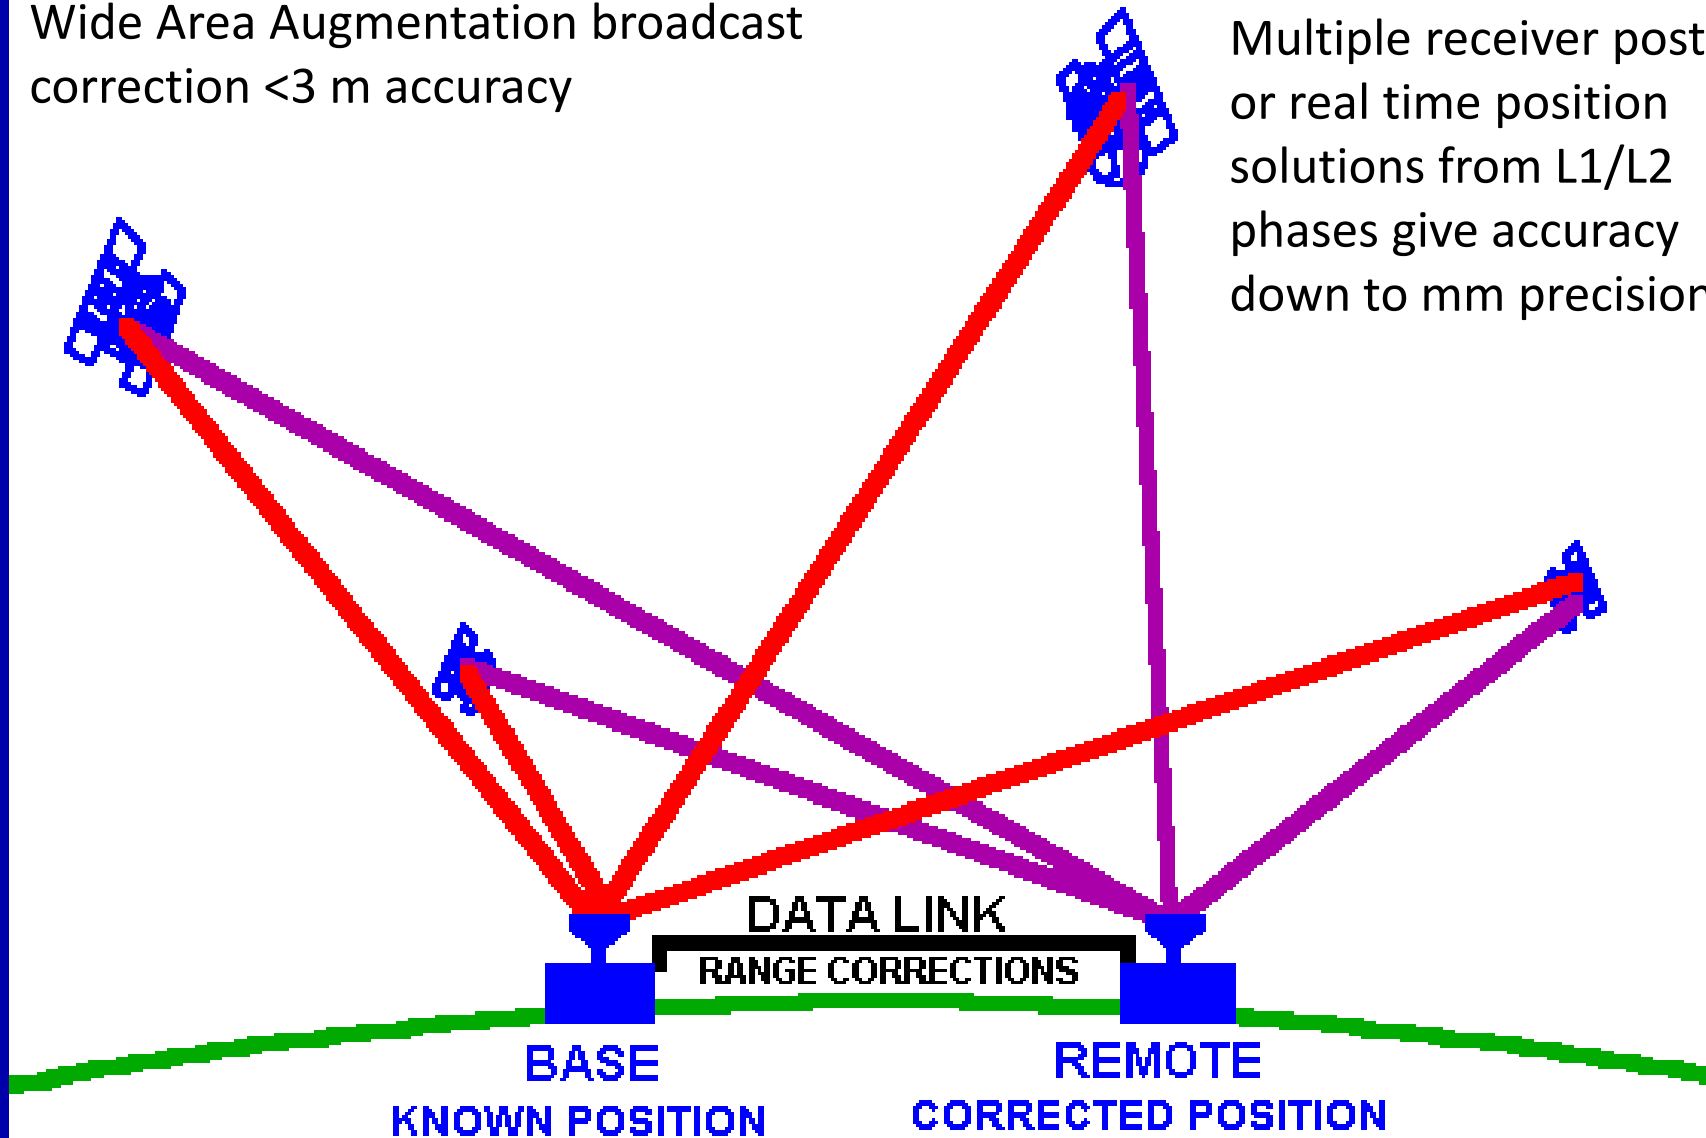 Wide Area Augmentation broadcast
correction <3 m accuracy
Multiple receiver post
or real time position
solutions from L1/L2
phases give accuracy
down to mm precision
DATA LINK
RANGE CORRECTIONS
BASE
KNOWN POSITION
REMOTE
CORRECTED POSITION